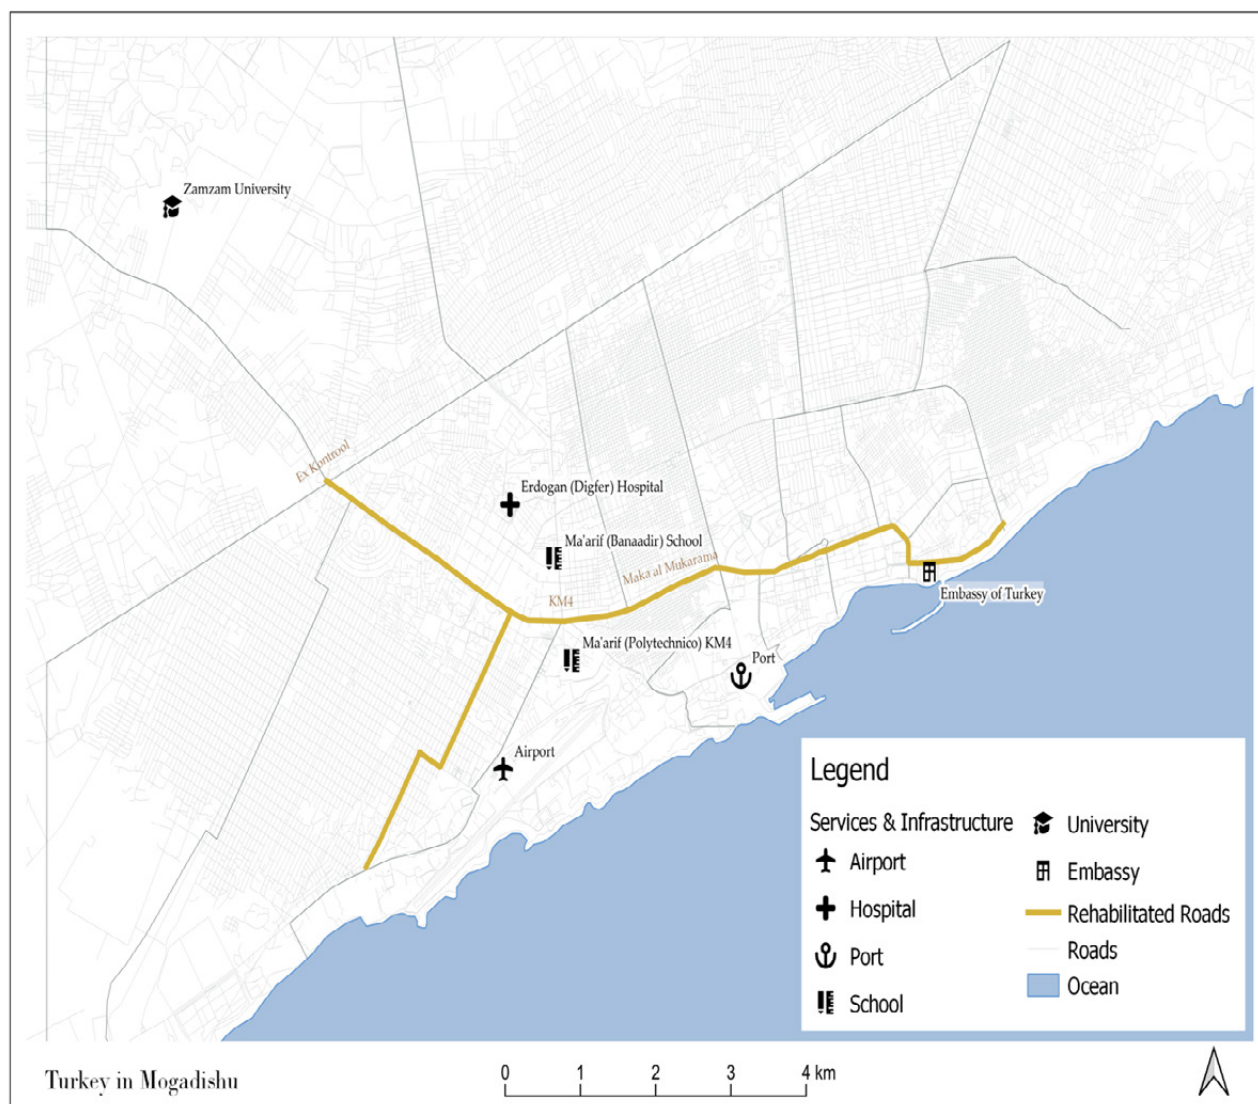 Zamzam University
Ex Kontrool
Erdogan (Digfer) Hospital
Ma'arif (Banaadir) School
Maka al Mukarama
KM4
Embassy of Turkey
Ma'arif (Polytechnico) KM4
Port
Airport
Legend
Services & Infrastructure
Airport
Hospital
Port
School
University
Embassy
Rehabilitated Roads
Roads
Ocean
Turkey in Mogadishu
0 1 2 3 4 km